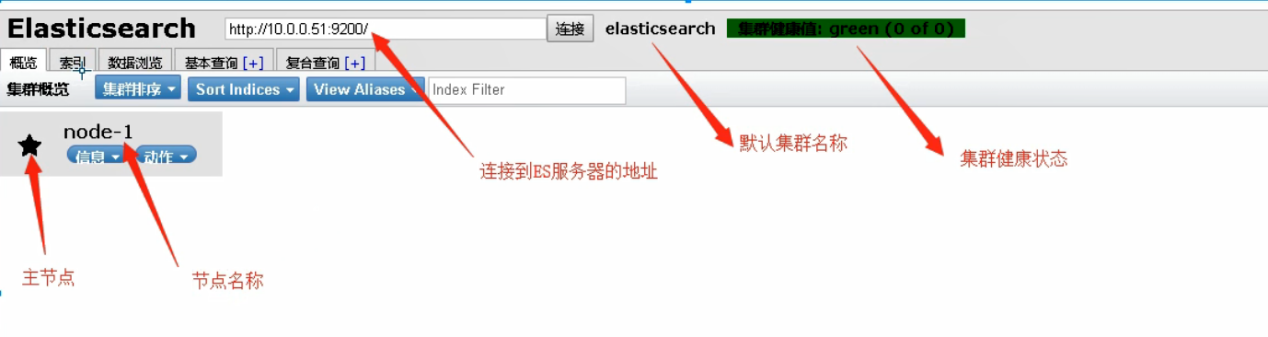 Elasticsearch http://10.0.0.51:9200/ 连接 elasticsearch 集群健康值: green (0 of 0)
概览 索引 数据浏览 基本查询 [+] 复合查询 [+]
集群概览 集群排序 Sort Indices View Aliases Index Filter
node-1
信息 动作
默认集群名称
集群健康状态
连接到ES服务器的地址
主节点
节点名称